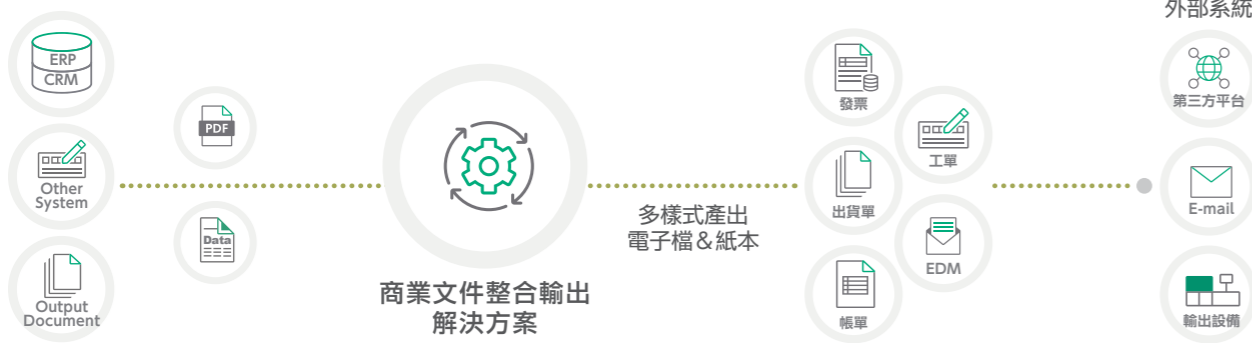 ERP
CRM
Other
System
Output
Document
PDF
Data
商業文件整合輸出
解決方案
多樣式產出
電子檔＆紙本
發票
出貨單
帳單
工單
EDM
外部系統
第三方平台
E-mail
輸出設備